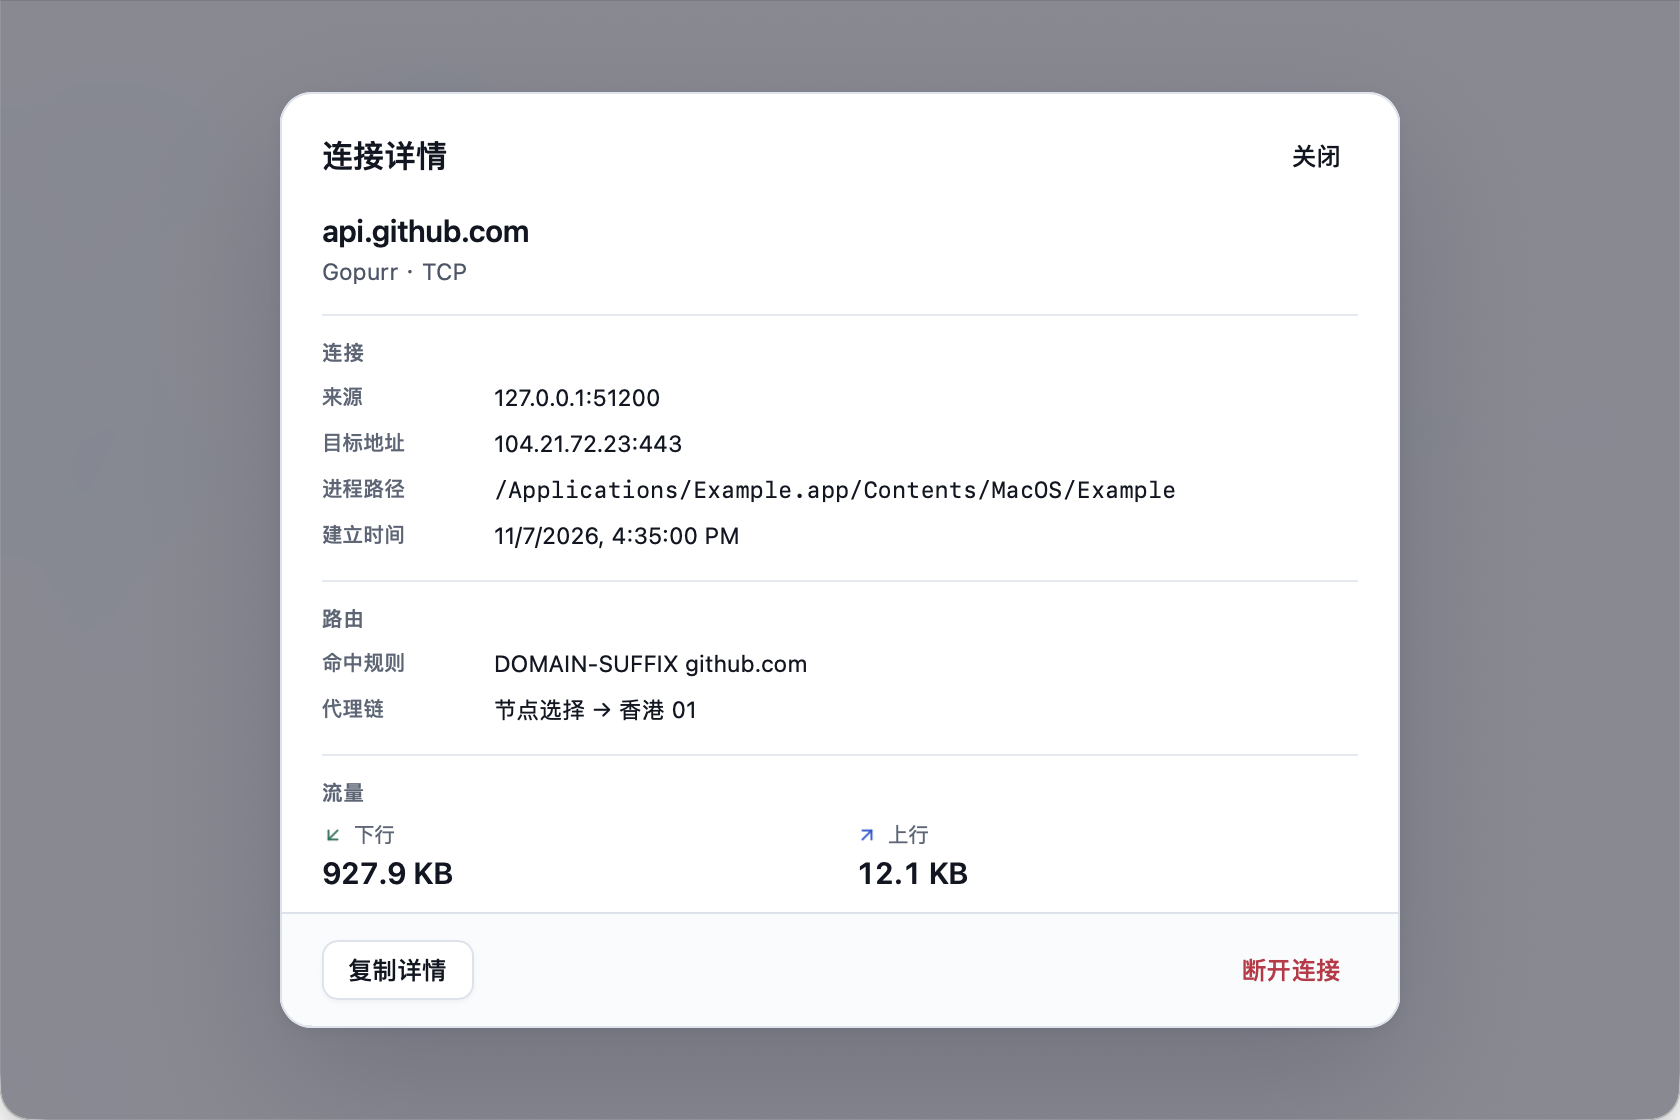 连接详情
关闭
api.github.com
Gopurr · TCP
连接
来源 127.0.0.1:51200
目标地址 104.21.72.23:443
进程路径 /Applications/Example.app/Contents/MacOS/Example
建立时间 11/7/2026, 4:35:00 PM
路由
命中规则 DOMAIN-SUFFIX github.com
代理链 节点选择 → 香港 01
流量
下行 上行
927.9 KB 12.1 KB
复制详情 断开连接